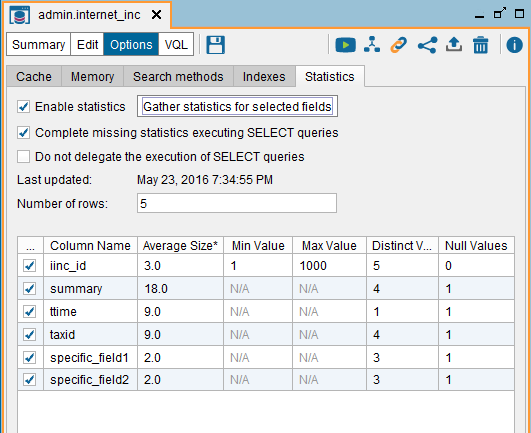 admin.internet_inc
Summary Edit Options VQL
Cache Memory Search methods Indexes Statistics
Enable statistics Gather statistics for selected fields
Complete missing statistics executing SELECT queries
Do not delegate the execution of SELECT queries
Last updated: May 23, 2016 7:34:55 PM
Number of rows: 5
... Column Name Average Size* Min Value Max Value Distinct V... Null Values
iinc_id 3.0 1 1000 5 0
summary 18.0 N/A N/A 4 1
ttime 9.0 N/A N/A 1 1
taxid 9.0 N/A N/A 4 1
specific_field1 2.0 N/A N/A 3 1
specific_field2 2.0 N/A N/A 3 1